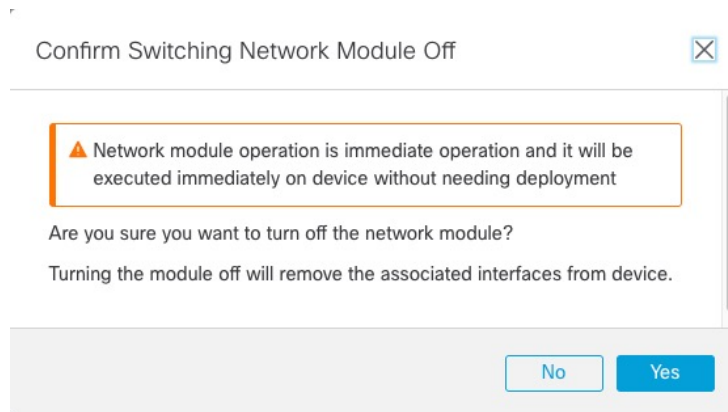 Confirm Switching Network Module Off
Network module operation is immediate operation and it will be
executed immediately on device without needing deployment
Are you sure you want to turn off the network module?
Turning the module off will remove the associated interfaces from device.
No
Yes